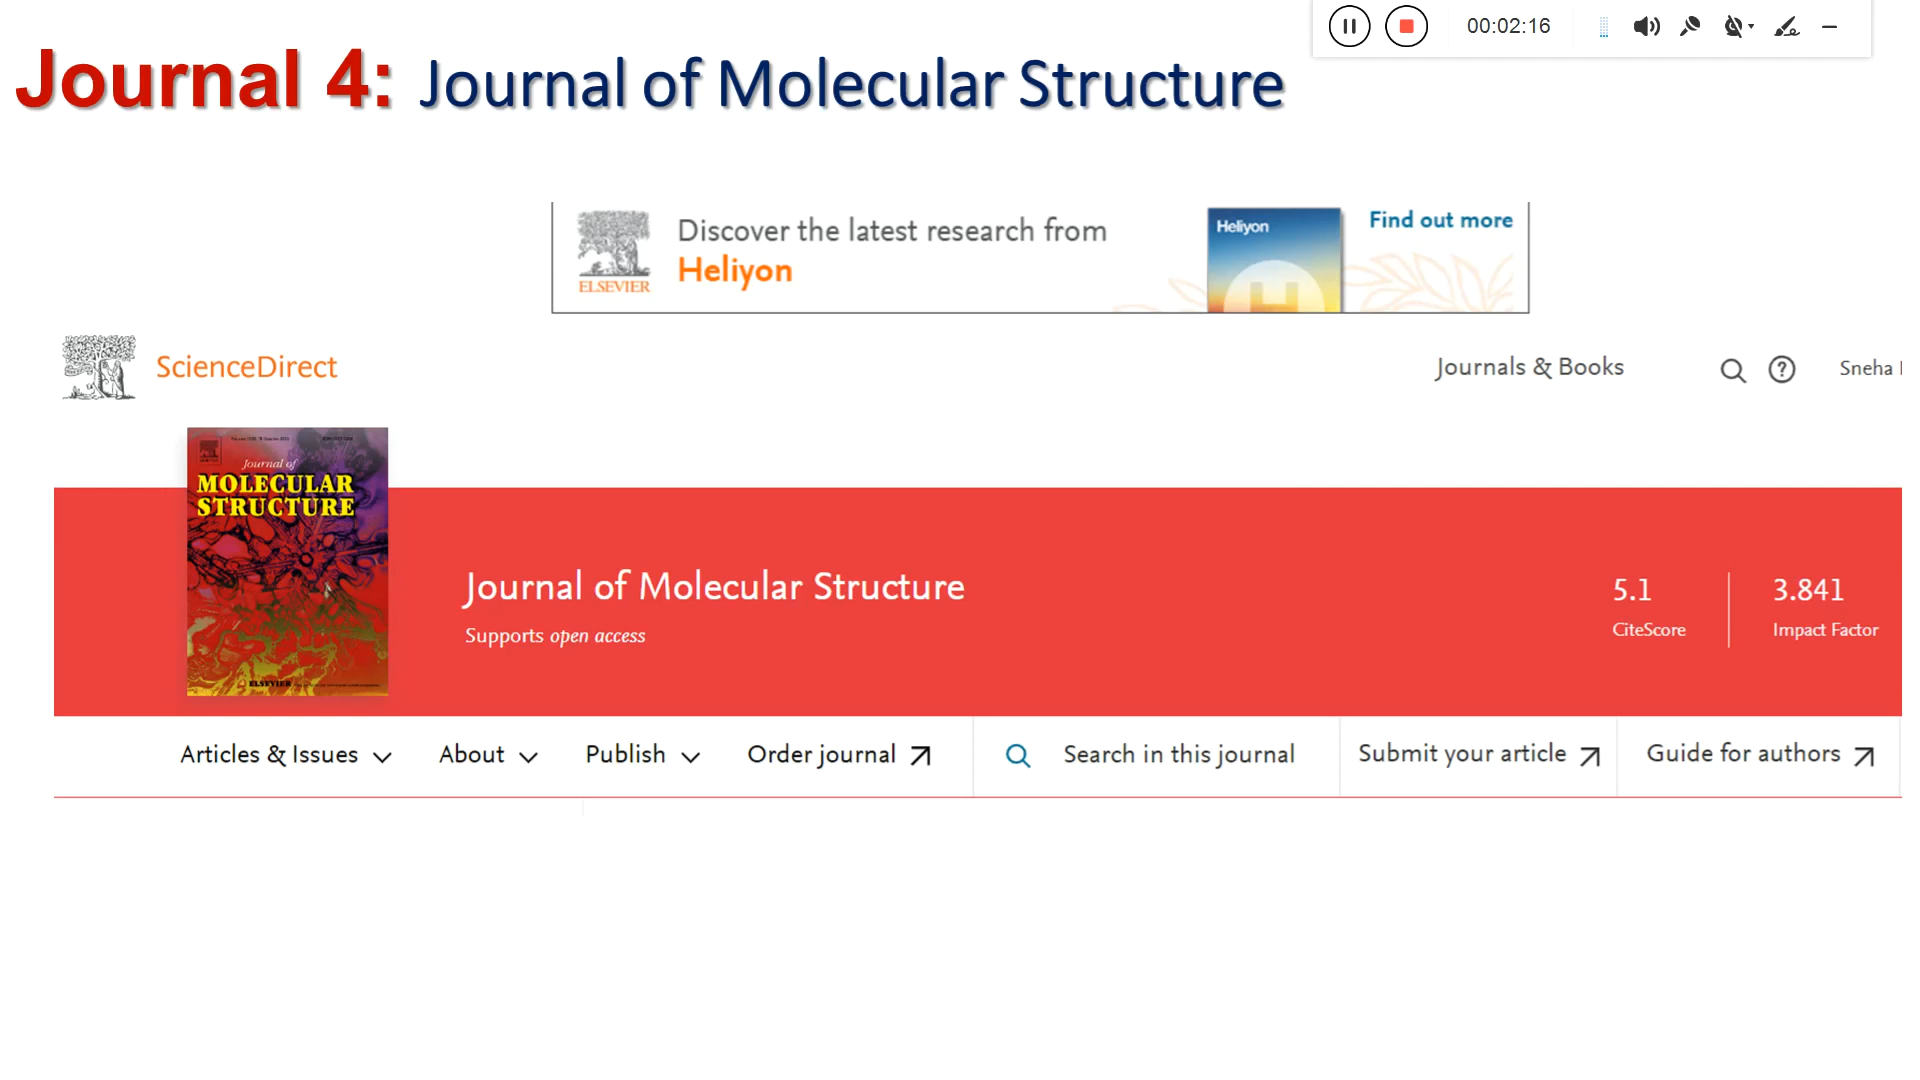 00:02:16
Journal 4: Journal of Molecular Structure
Discover the latest research from
Heliyon
ELSEVIER
Heliyon
Find out more
ScienceDirect
Journals & Books
Sneha
Journal of
MOLECULAR
STRUCTURE
ELSEVIER
Journal of Molecular Structure
Supports open access
5.1
CiteScore
3.841
Impact Factor
Articles & Issues
About
Publish
Order journal
Search in this journal
Submit your article
Guide for authors